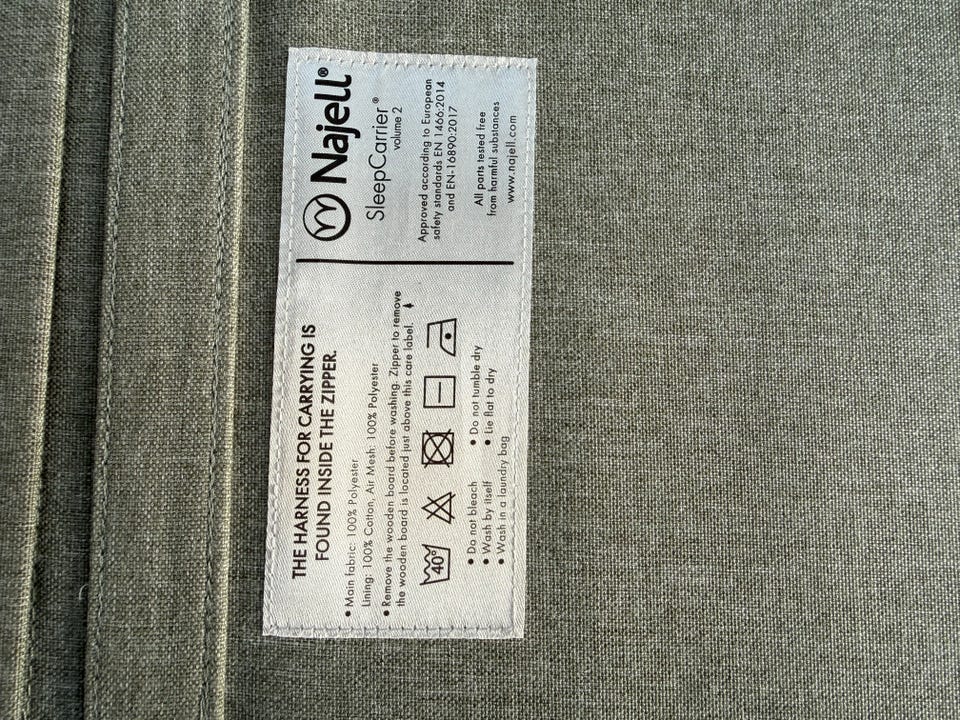 THE HARNESS FOR CARRYING IS
FOUND INSIDE THE ZIPPER.
• Main fabric: 100% Polyester
Lining: 100% Cotton, Air Mesh: 100% Polyester
• Remove the wooden board before washing. Zipper to remove
the wooden board is located just above this care label.
40°
• Do not bleach
• Wash by itself
• Wash in a laundry bag
• Do not tumble dry
• Lie flat to dry
Najell®
SleepCarrier®
volume 2
Approved according to European
safety standards EN 1466:2014
and EN-16890:2017
All parts tested free
from harmful substances
www.najell.com